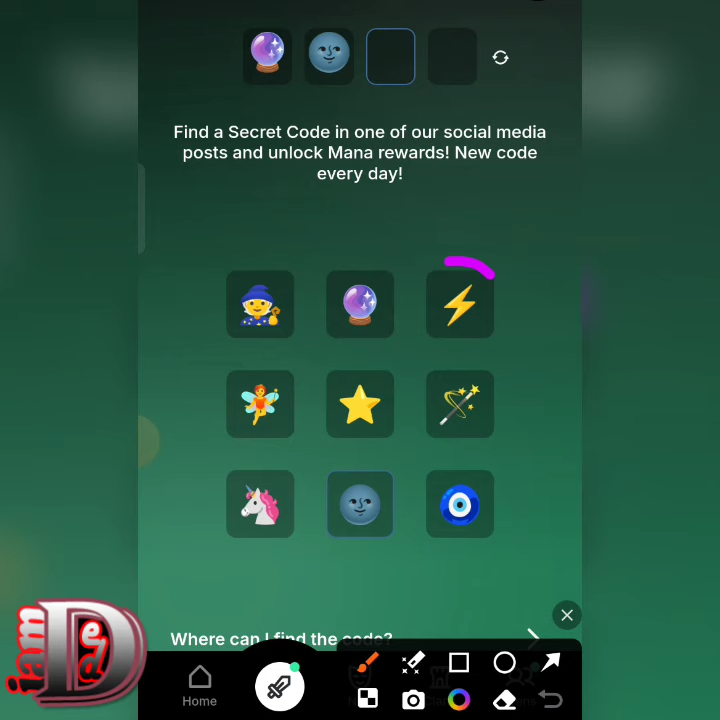 Find a Secret Code in one of our social media
posts and unlock Mana rewards! New code
every day!
Where can I find the code?
Home